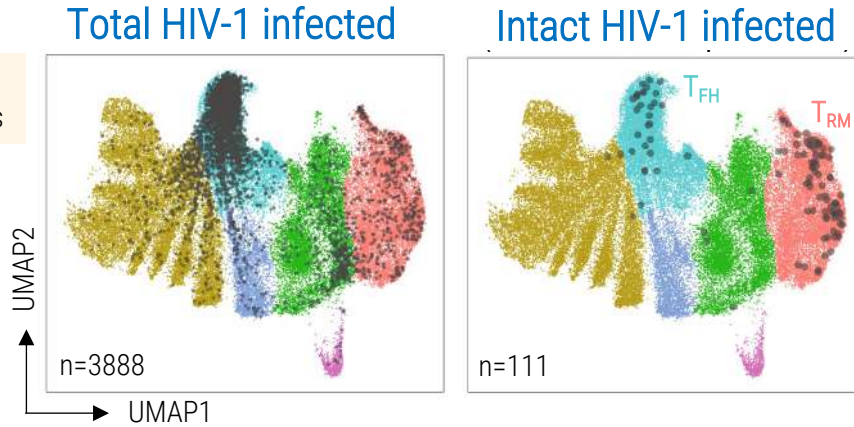 Total HIV-1 infected
Intact HIV-1 infected
s
TFH
TRM
UMAP2
n=3888
n=111
UMAP1